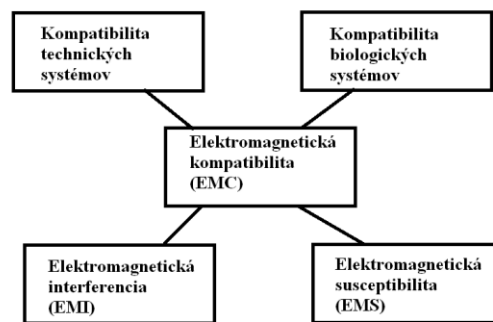 Kompatibilita
technických
systémov
Kompatibilita
biologických
systémov
Elektromagnetická
kompatibilita
(EMC)
Elektromagnetická
interferencia
(EMI)
Elektromagnetická
susceptibilita
(EMS)